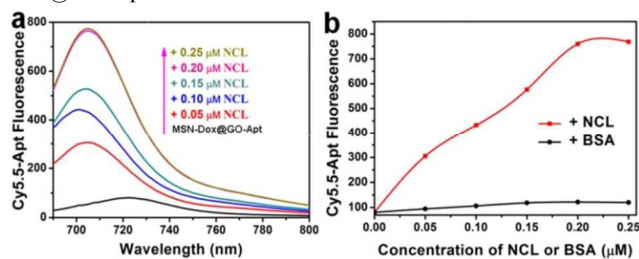 a
Cy5.5-Apt Fluorescence
800
600
400
200
0
+ 0.25 μM NCL
+ 0.20 μM NCL
+ 0.15 μM NCL
+ 0.10 μM NCL
+ 0.05 μM NCL
MSN-Dox@GO-Apt
700 720 740 760 780 800
Wavelength (nm)
b
Cy5.5-Apt Fluorescence
800
700
600
500
400
300
200
100
+ NCL
+ BSA
0.00 0.05 0.10 0.15 0.20 0.25
Concentration of NCL or BSA (μM)